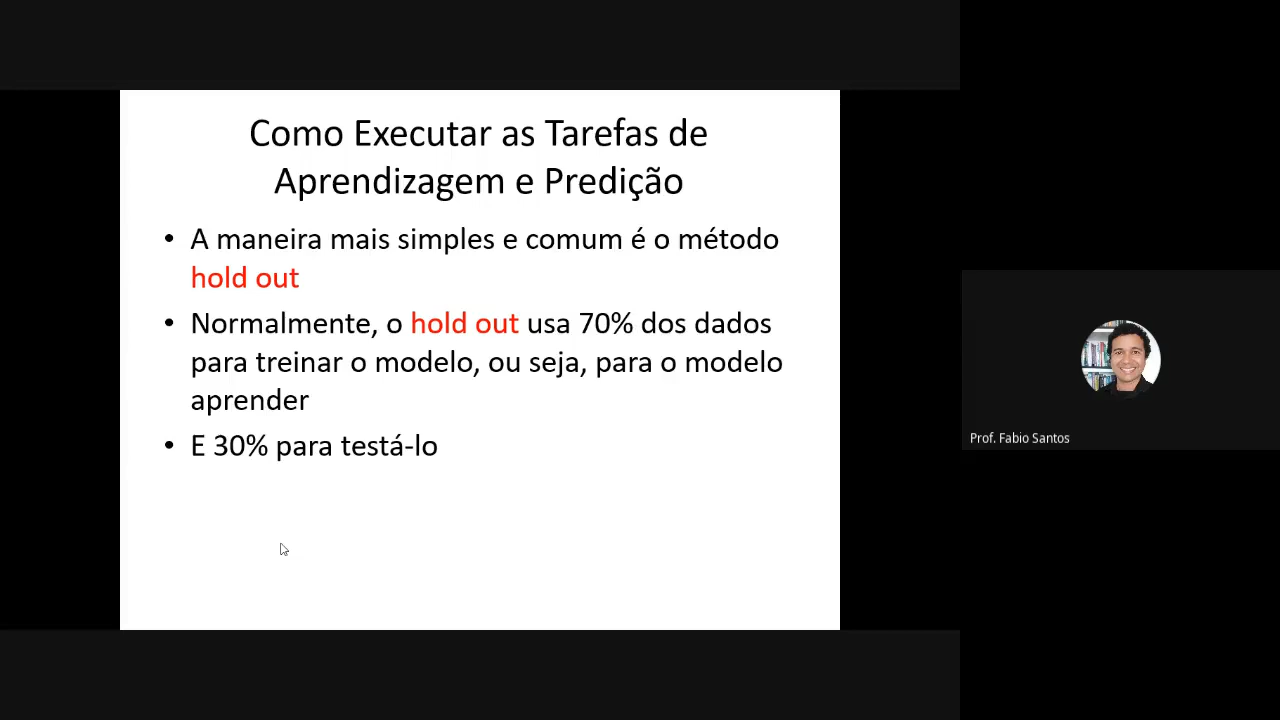 Como Executar as Tarefas de
Aprendizagem e Predição
• A maneira mais simples e comum é o método
hold out
• Normalmente, o hold out usa 70% dos dados
para treinar o modelo, ou seja, para o modelo
aprender
• E 30% para testá-lo
Prof. Fabio Santos